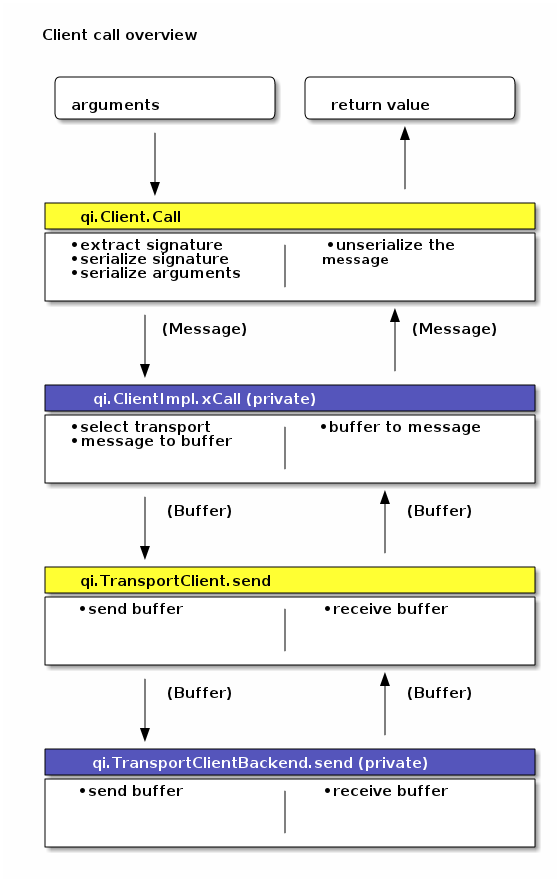 Client call overview
arguments
return value
qi.Client.Call
•extract signature
•serialize signature
•serialize arguments
•unserialize the
message
(Message)
(Message)
qi.ClientImpl.xCall (private)
•select transport
•message to buffer
•buffer to message
(Buffer)
(Buffer)
qi.TransportClient.send
•send buffer
•receive buffer
(Buffer)
(Buffer)
qi.TransportClientBackend.send (private)
•send buffer
•receive buffer